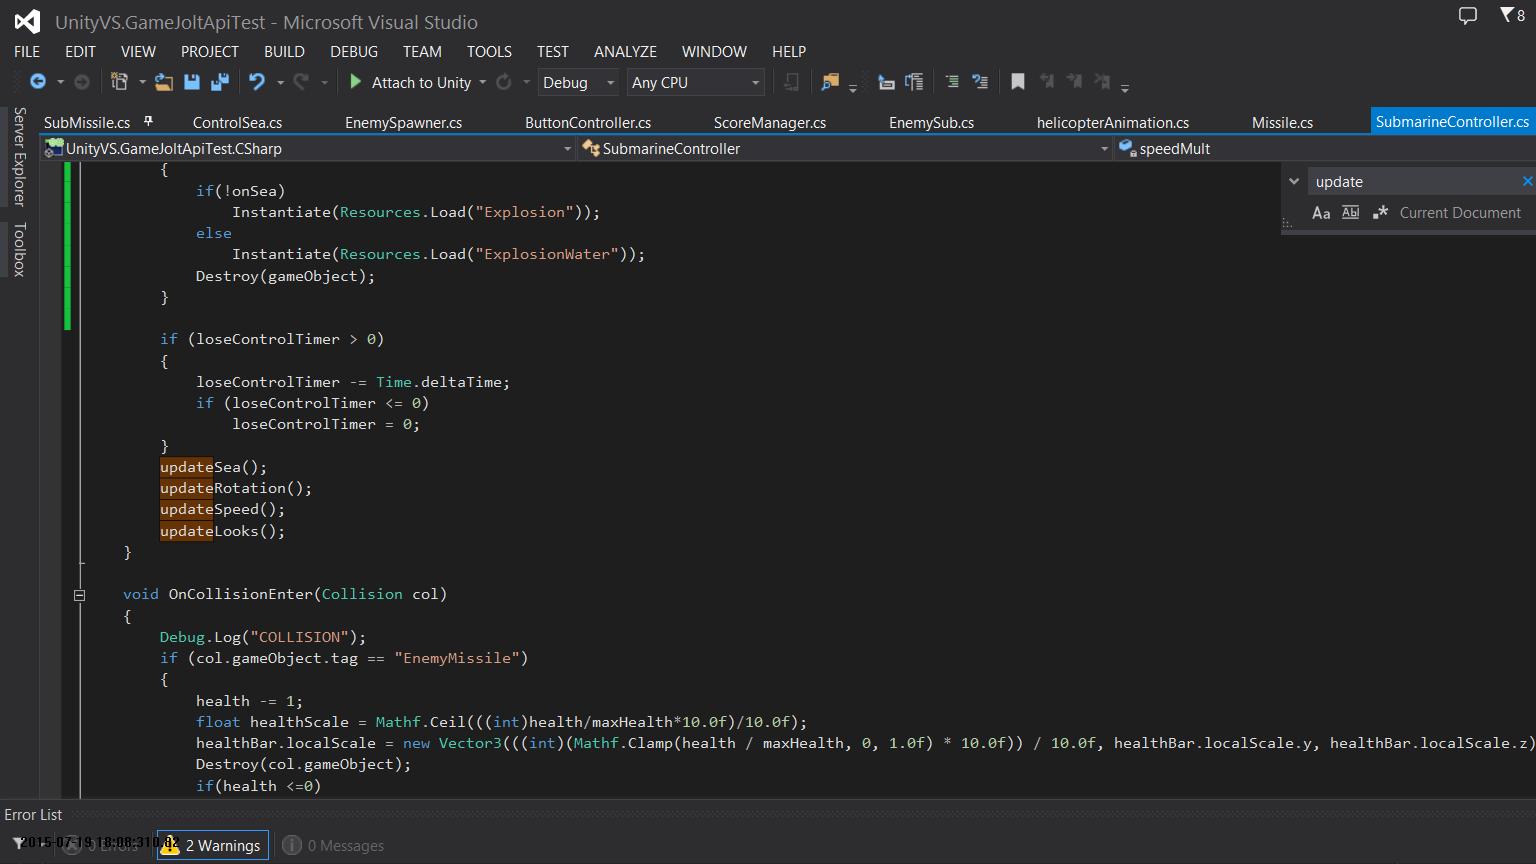 UnityVS.GameJoltApiTest - Microsoft Visual Studio
8
FILE EDIT VIEW PROJECT BUILD DEBUG TEAM TOOLS TEST ANALYZE WINDOW HELP
Attach to Unity Debug Any CPU
Server Explorer
Toolbox
SubMissile.cs ControlSea.cs EnemySpawner.cs ButtonController.cs ScoreManager.cs EnemySub.cs helicopterAnimation.cs Missile.cs SubmarineController.cs
UnityVS.GameJoltApiTest.CSharp SubmarineController speedMult
update
Aa Abl Current Document
{
if(!onSea)
Instantiate(Resources.Load("Explosion"));
else
Instantiate(Resources.Load("ExplosionWater"));
Destroy(gameObject);
}
if (loseControlTimer > 0)
{
loseControlTimer -= Time.deltaTime;
if (loseControlTimer <= 0)
loseControlTimer = 0;
}
updateSea();
updateRotation();
updateSpeed();
updateLooks();
}
void OnCollisionEnter(Collision col)
{
Debug.Log("COLLISION");
if (col.gameObject.tag == "EnemyMissile")
{
health -= 1;
float healthScale = Mathf.Ceil(((int)health/maxHealth*10.0f)/10.0f);
healthBar.localScale = new Vector3(((int)(Mathf.Clamp(health / maxHealth, 0, 1.0f) * 10.0f)) / 10.0f, healthBar.localScale.y, healthBar.localScale.z)
Destroy(col.gameObject);
if(health <=0)
Error List
0 Errors 2 Warnings 0 Messages